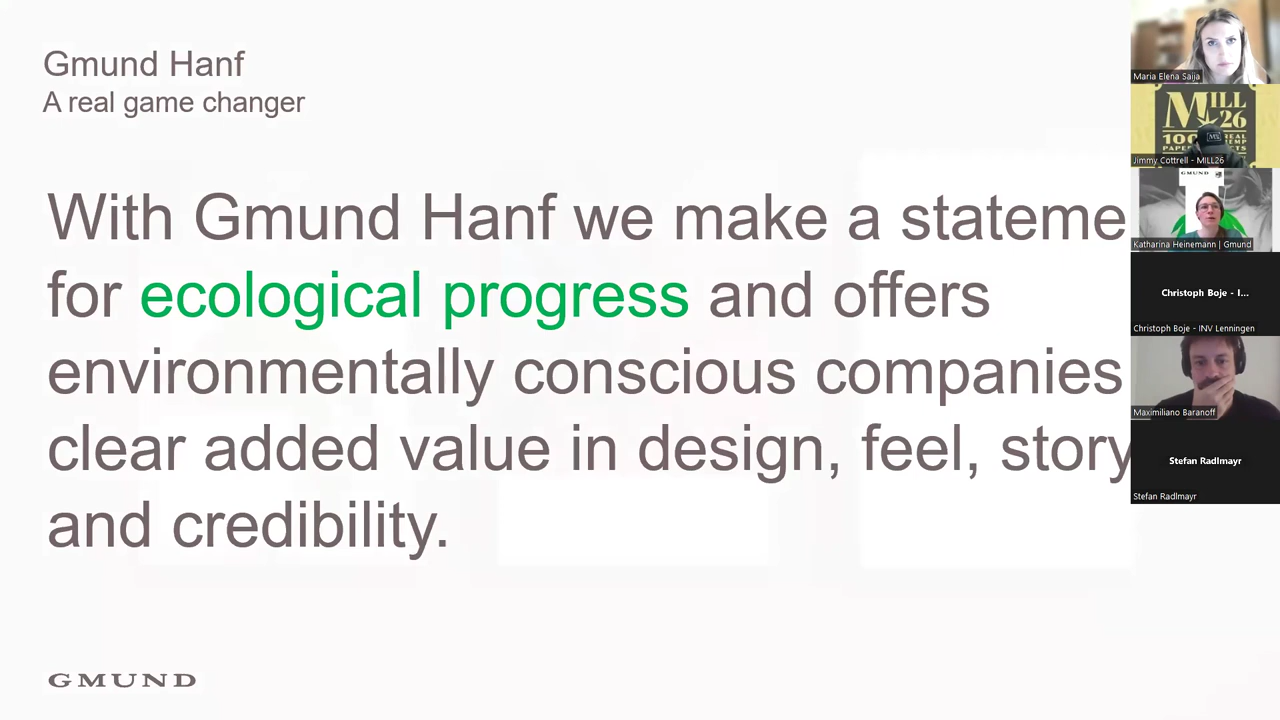 Gmund Hanf
A real game changer
With Gmund Hanf we make a stateme
for ecological progress and offers
environmentally conscious companies
clear added value in design, feel, story
and credibility.
GMUND
Maria Elena Saija
MILL
26
Jimmy Cottrell - MILL26
GMUND
Katharina Heinemann | Gmund
Christoph Boje - I...
Christoph Boje - INV Lenningen
Maximiliano Baranoff
Stefan Radlmayr
Stefan Radlmayr